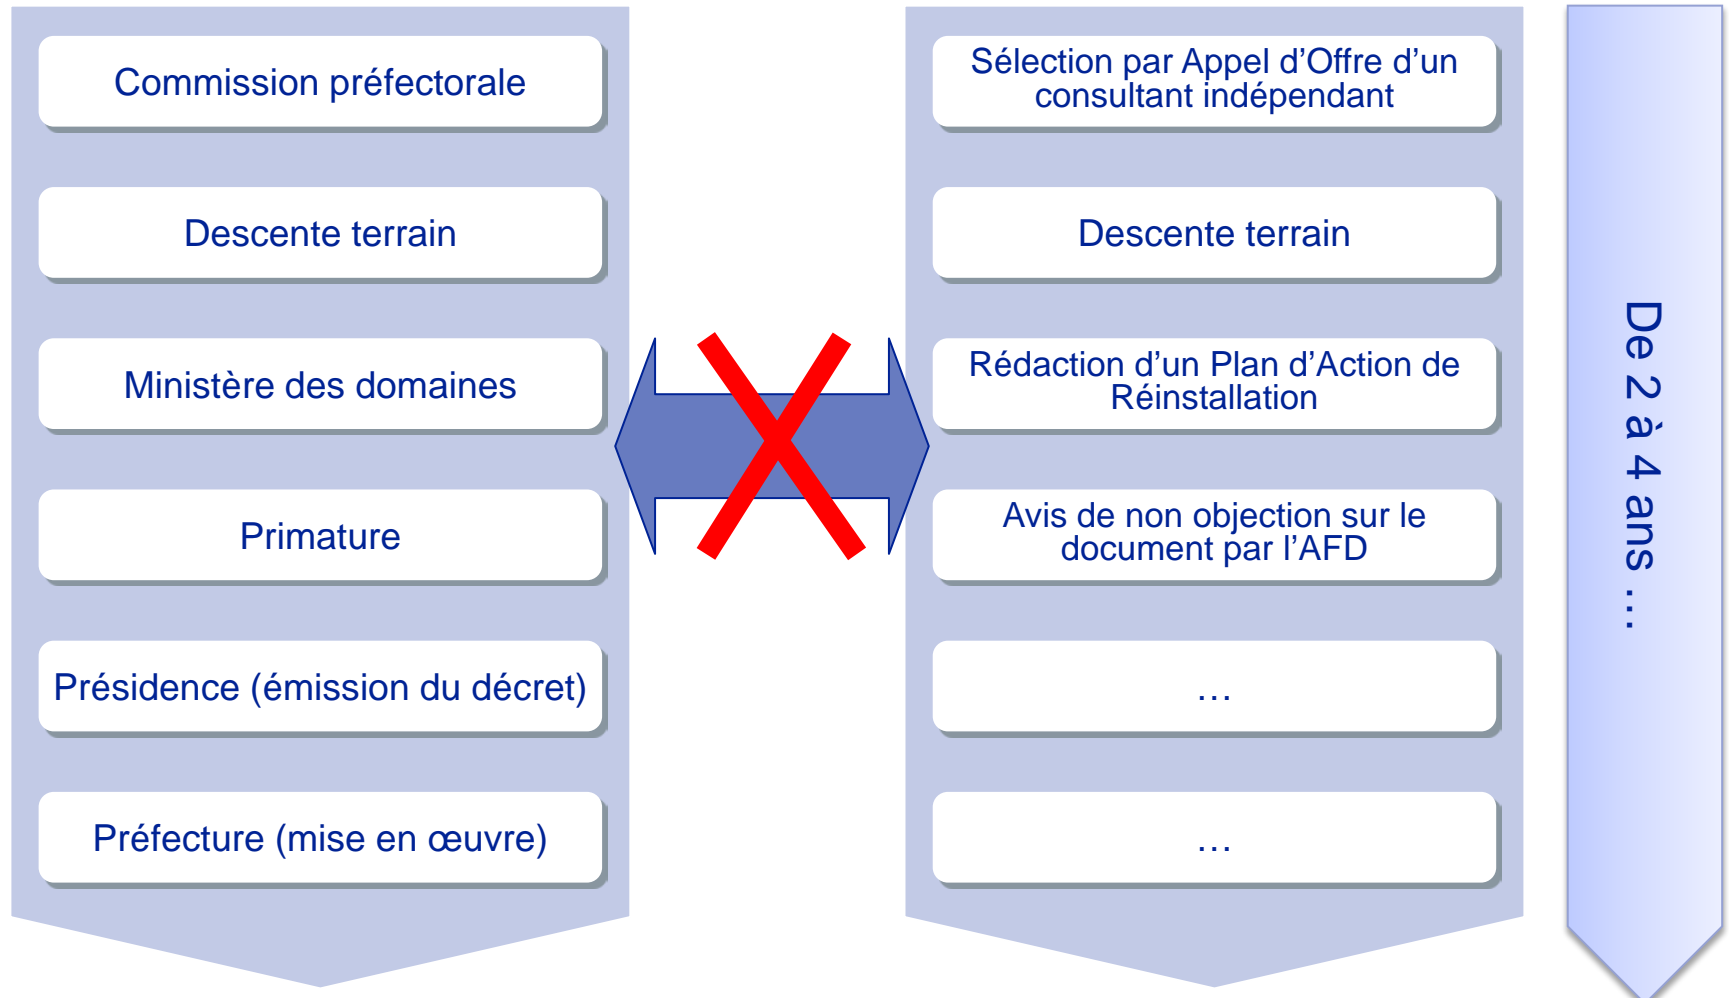 Commission préfectorale
Descente terrain
Ministère des domaines
Primature
Présidence (émission du décret)
Préfecture (mise en œuvre)
Sélection par Appel d’Offre d’un
consultant indépendant
Descente terrain
Rédaction d’un Plan d’Action de
Réinstallation
Avis de non objection sur le
document par l’AFD
…
…
De 2 à 4 ans …